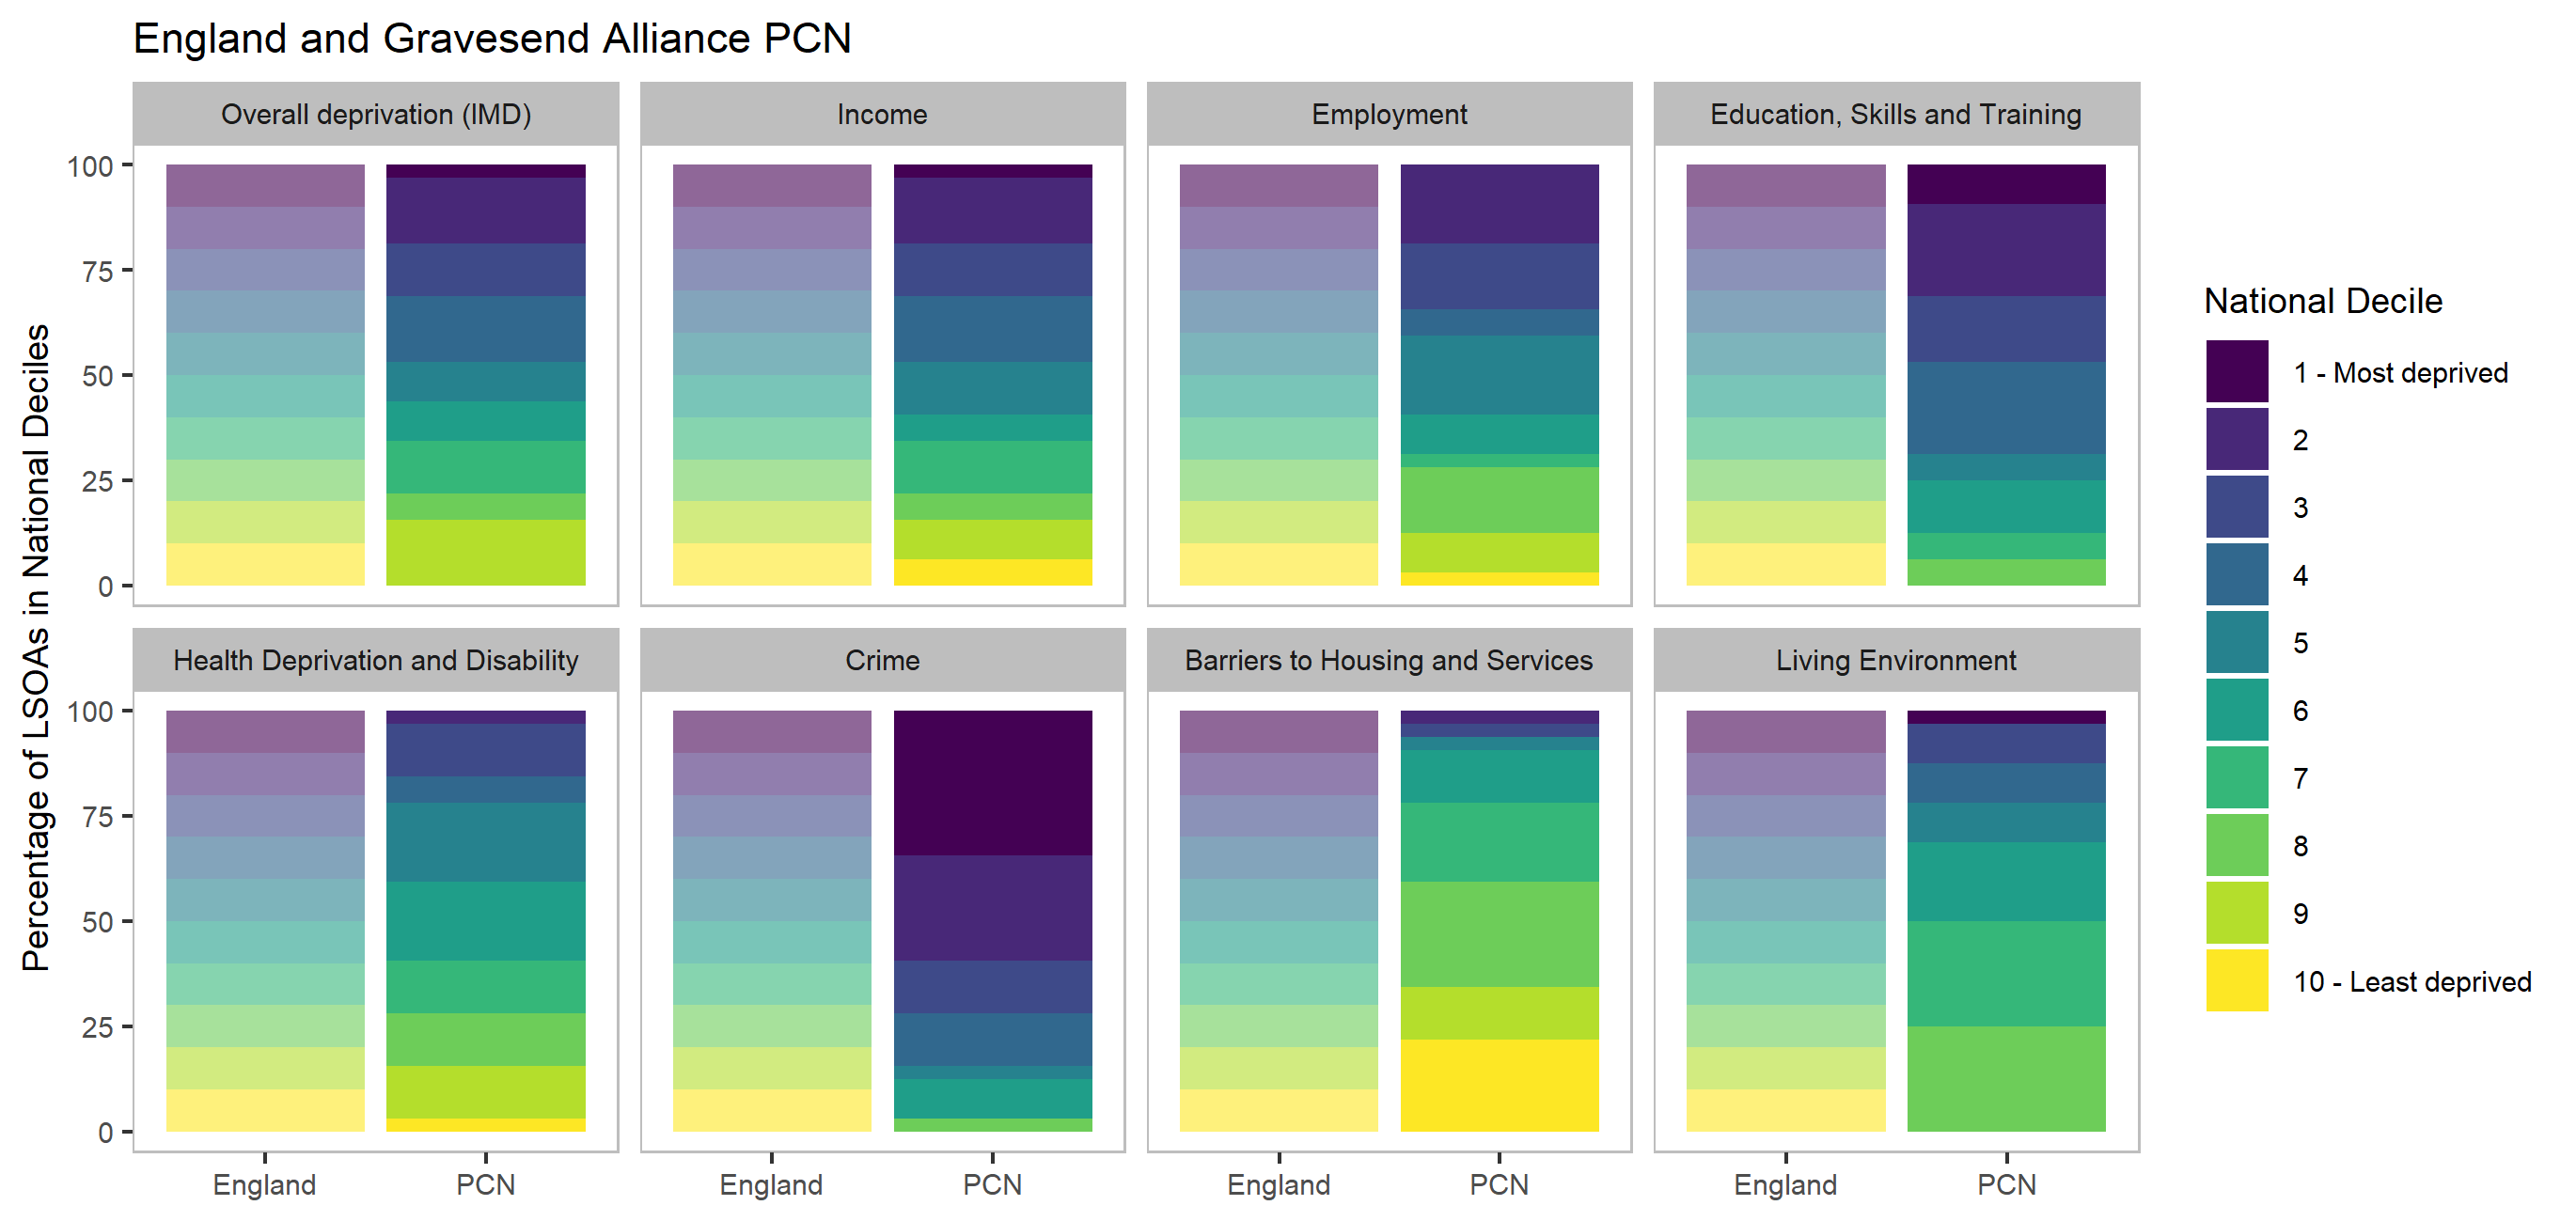 England and Gravesend Alliance PCN
Overall deprivation (IMD)
Income
Employment
Education, Skills and Training
100
75
50
25
0
Health Deprivation and Disability
Crime
Barriers to Housing and Services
Living Environment
100
75
50
25
0
England
PCN
England
PCN
England
PCN
England
PCN
Percentage of LSOAs in National Deciles
National Decile
1 - Most deprived
2
3
4
5
6
7
8
9
10 - Least deprived